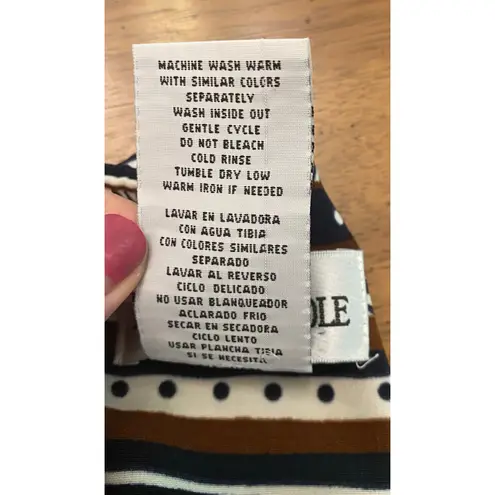 MACHINE WASH WARM
WITH SIMILAR COLORS
SEPARATELY
WASH INSIDE OUT
GENTLE CYCLE
DO NOT BLEACH
COLD RINSE
TUMBLE DRY LOW
WARM IRON IF NEEDED
LAVAR EN LAVADORA
CON AGUA TIBIA
CON COLORES SIMILARES
SEPARADO
LAVAR AL REVERSO
CICLO DELICADO
NO USAR BLANQUEADOR
ACLARADO FRIO
SECAR EN SECADORA
CICLO LENTO
USAR PLANCHA TIBIA
SI SE NECESITA